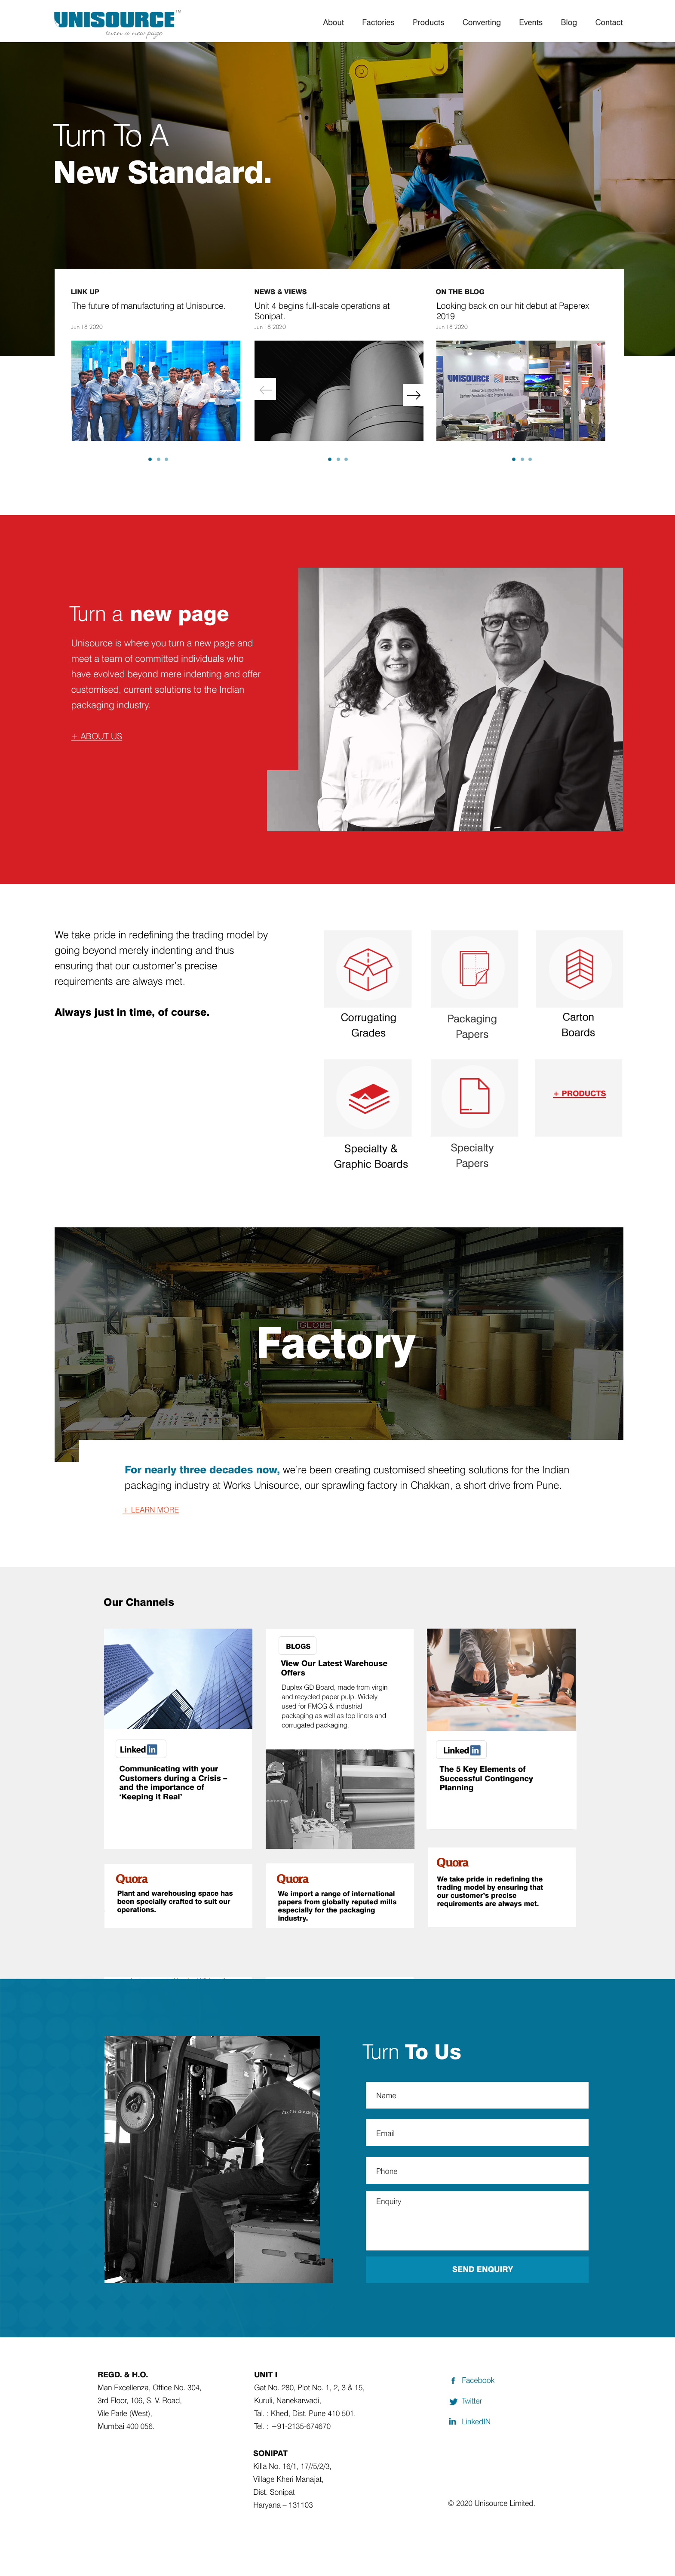 UNISOURCE™
turn a new page
About Factories Products Converting Events Blog Contact
Turn To A
New Standard.
LINK UP
The future of manufacturing at Unisource.
Jun 18 2020
NEWS & VIEWS
Unit 4 begins full-scale operations at
Sonipat.
Jun 18 2020
ON THE BLOG
Looking back on our hit debut at Paperex
2019
Jun 18 2020
UNISOURCE
Turn a new page
Unisource is where you turn a new page and
meet a team of committed individuals who
have evolved beyond mere indenting and offer
customised, current solutions to the Indian
packaging industry.
+ ABOUT US
We take pride in redefining the trading model by
going beyond merely indenting and thus
ensuring that our customer's precise
requirements are always met.
Always just in time, of course.
Corrugating
Grades
Packaging
Papers
Carton
Boards
Specialty &
Graphic Boards
Specialty
Papers
+ PRODUCTS
GLOBE
Factory
For nearly three decades now, we're been creating customised sheeting solutions for the Indian
packaging industry at Works Unisource, our sprawling factory in Chakkan, a short drive from Pune.
+ LEARN MORE
Our Channels
Linked in
Communicating with your
Customers during a Crisis –
and the importance of
‘Keeping it Real’
BLOGS
View Our Latest Warehouse
Offers
Duplex GD Board, made from virgin
and recycled paper pulp. Widely
used for FMCG & industrial
packaging as well as top liners and
corrugated packaging.
Linked in
The 5 Key Elements of
Successful Contingency
Planning
Quora
Plant and warehousing space has
been specially crafted to suit our
operations.
Quora
We import a range of international
papers from globally reputed mills
especially for the packaging
industry.
Quora
We take pride in redefining the
trading model by ensuring that
our customer's precise
requirements are always met.
Turn To Us
Name
Email
Phone
Enquiry
SEND ENQUIRY
REGD. & H.O.
Man Excellenza, Office No. 304,
3rd Floor, 106, S. V. Road,
Vile Parle (West),
Mumbai 400 056.
UNIT I
Gat No. 280, Plot No. 1, 2, 3 & 15,
Kuruli, Nanekarwadi,
Tal. : Khed, Dist. Pune 410 501.
Tel. : +91-2135-674670
SONIPAT
Killa No. 16/1, 17//5/2/3,
Village Kheri Manajat,
Dist. Sonipat
Haryana – 131103
Facebook
Twitter
LinkedIN
© 2020 Unisource Limited.